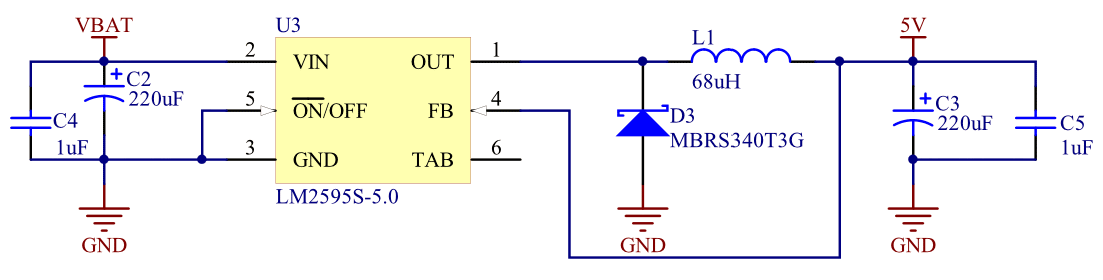 VBAT
U3
L1
5V
2
VIN
OUT
1
C2
220uF
68uH
5
ON/OFF
FB
4
D3
MBRS340T3G
C3
220uF
C4
1uF
C5
1uF
3
GND
TAB
6
LM2595S-5.0
GND
GND
GND